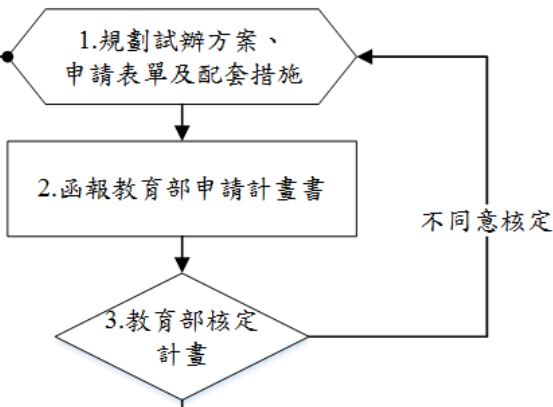 1.規劃試辦方案、
申請表單及配套措施
2.函報教育部申請計畫書
不同意核定
3.教育部核定
計畫